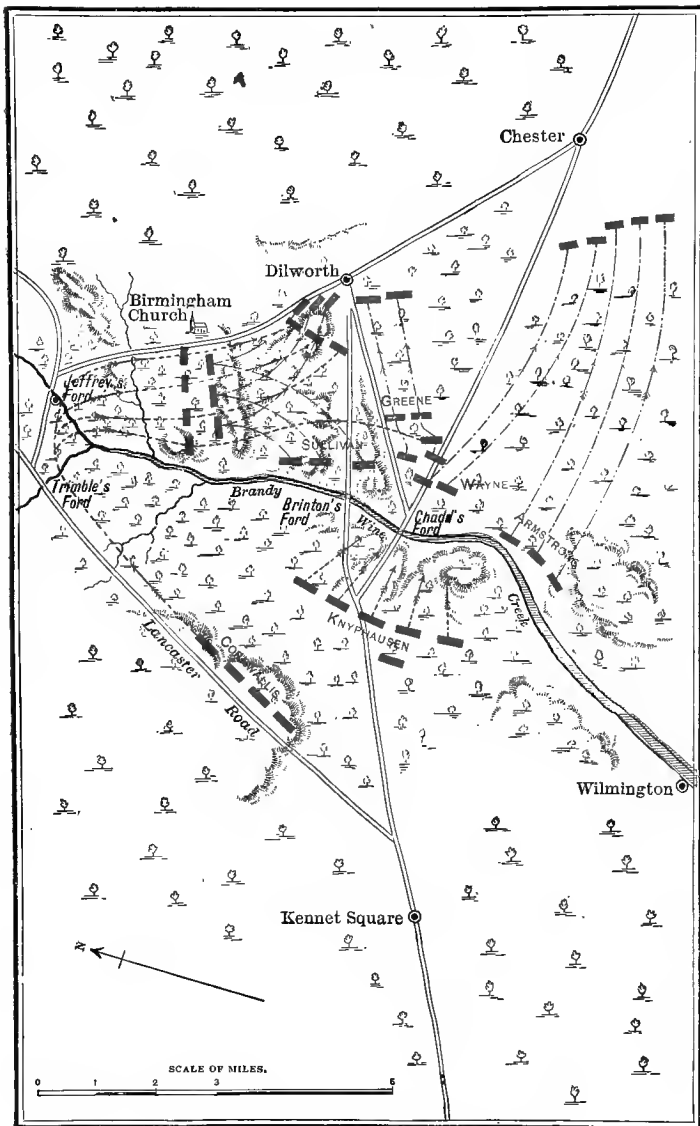 Chester
Dilworth
Birmingham
Church
Jeffrey's
Ford
GREENE
SULLIVAN
WAYNE
Trimble's
Ford
Brandy
Brinton's
Ford
Wine
Chadd's
Ford
ARMSTRONG
Creek
KNYPHAUSEN
CORNWALLIS
Lancaster
Road
Wilmington
Kennet Square
N
SCALE OF MILES.
0 1 2 3 6